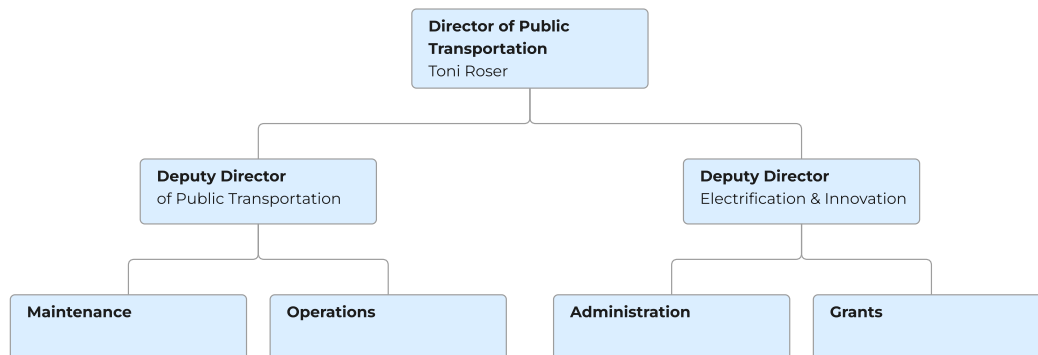 Director of Public
Transportation
Toni Roser
Deputy Director
of Public Transportation
Deputy Director
Electrification & Innovation
Maintenance
Operations
Administration
Grants